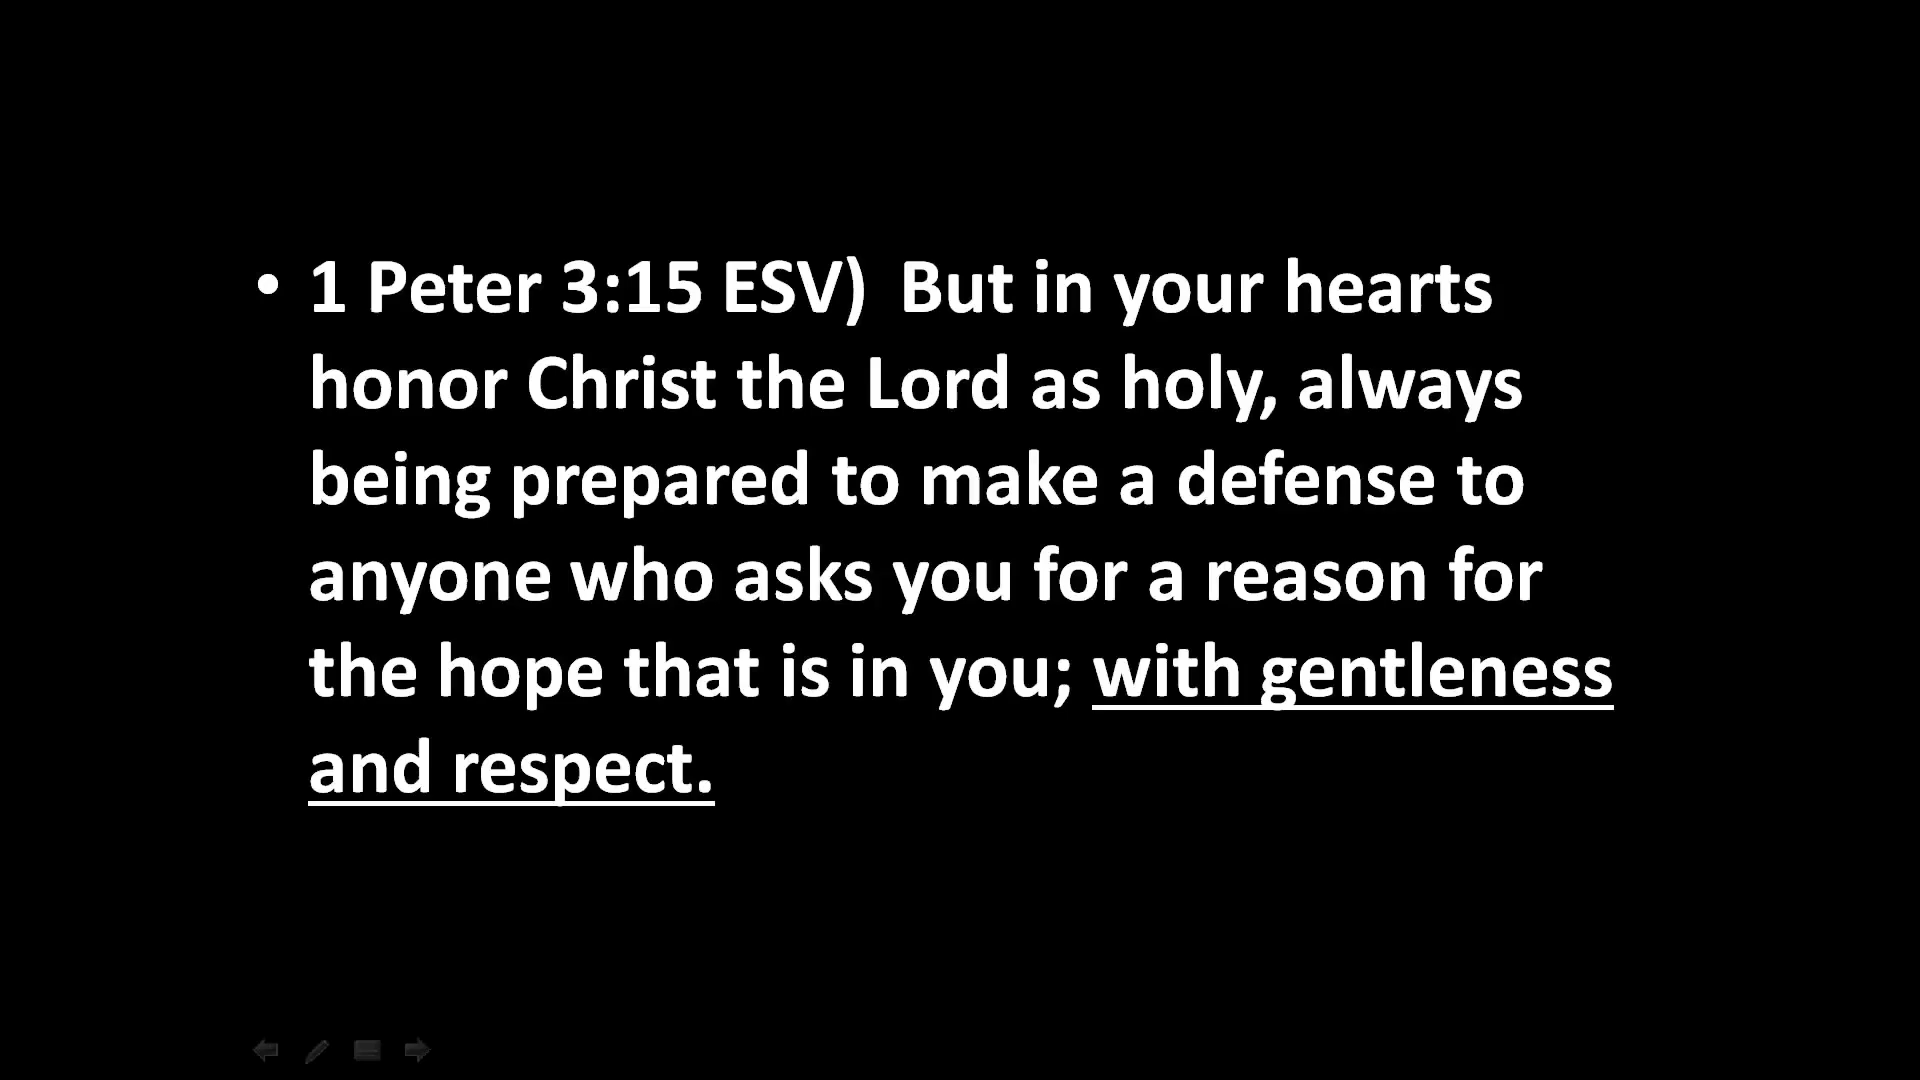 • 1 Peter 3:15 ESV)  But in your hearts
honor Christ the Lord as holy, always
being prepared to make a defense to
anyone who asks you for a reason for
the hope that is in you; with gentleness
and respect.